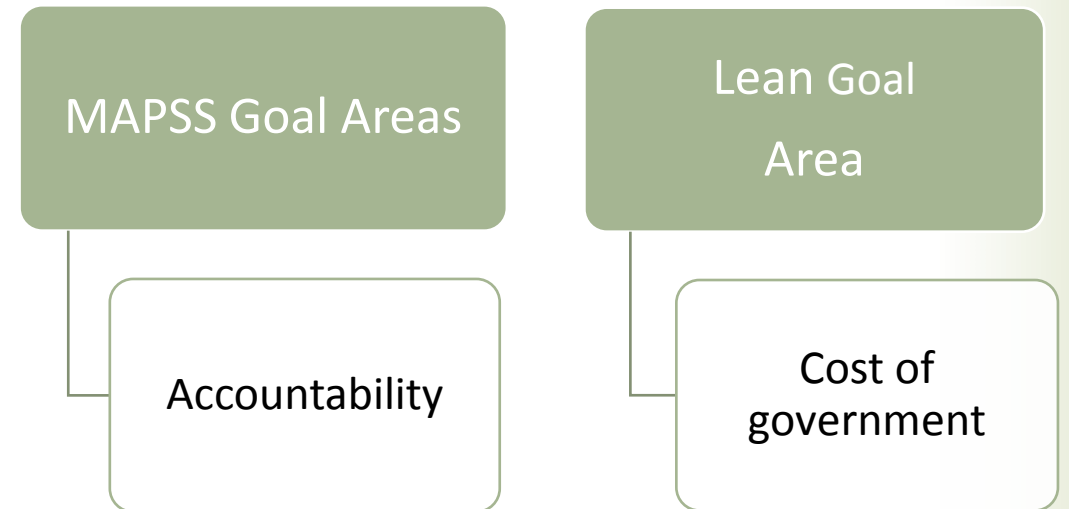 MAPSS Goal Areas
Accountability
Lean Goal
Area
Cost of
government